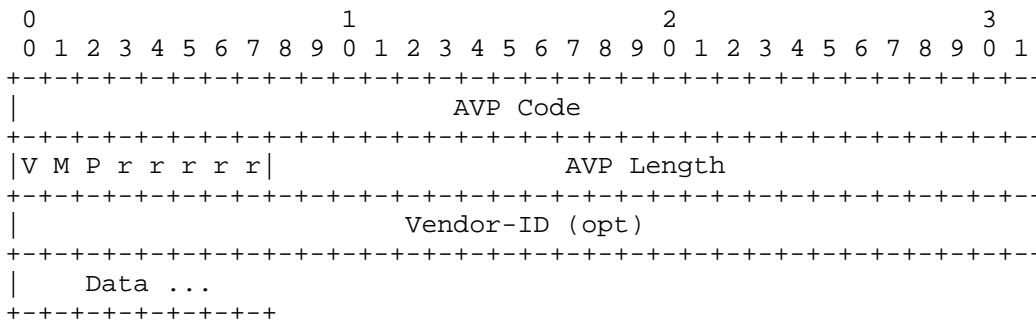 0                   1                   2                   3
 0 1 2 3 4 5 6 7 8 9 0 1 2 3 4 5 6 7 8 9 0 1 2 3 4 5 6 7 8 9 0 1
+-+-+-+-+-+-+-+-+-+-+-+-+-+-+-+-+-+-+-+-+-+-+-+-+-+-+-+-+-+-+-+--
|                           AVP Code
+-+-+-+-+-+-+-+-+-+-+-+-+-+-+-+-+-+-+-+-+-+-+-+-+-+-+-+-+-+-+-+--
|V M P r r r r r|                  AVP Length
+-+-+-+-+-+-+-+-+-+-+-+-+-+-+-+-+-+-+-+-+-+-+-+-+-+-+-+-+-+-+-+--
|                        Vendor-ID (opt)
+-+-+-+-+-+-+-+-+-+-+-+-+-+-+-+-+-+-+-+-+-+-+-+-+-+-+-+-+-+-+-+--
|    Data ...
+-+-+-+-+-+-+-+-+